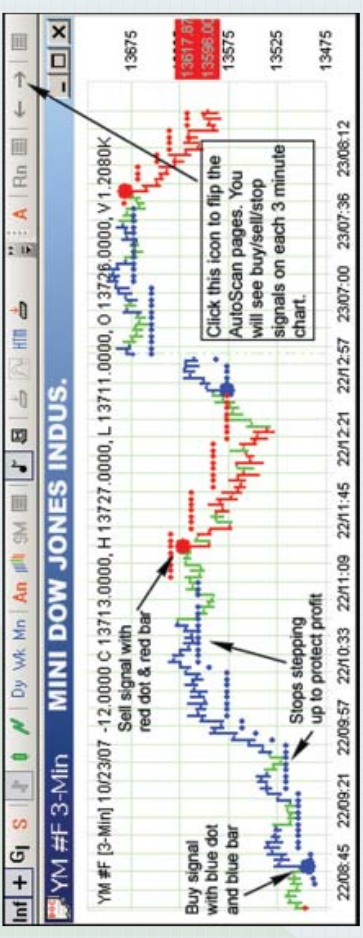 Inf + G| S Dy Wk Mn An SM HTM A Rn
YM #F 3-Min MINI DOW JONES INDUS.
YM #F [3-Min] 10/23/07 -12.0000 C 13713.0000, H 13727.0000, L 13711.0000, O 13726.0000, V 1.2080K
13675
13617.87
13596.00
13575
13525
13475
Sell signal with
red dot & red bar
Buy signal
with blue dot
and blue bar
Stops stepping
up to protect profit
Click this icon to flip the
AutoScan pages. You
will see buy/sell/stop
signals on each 3 minute
chart.
22/08:45 22/09:21 22/09:57 22/10:33 22/11:09 22/11:45 22/12:21 22/12:57 23/07:00 23/07:36 23/08:12